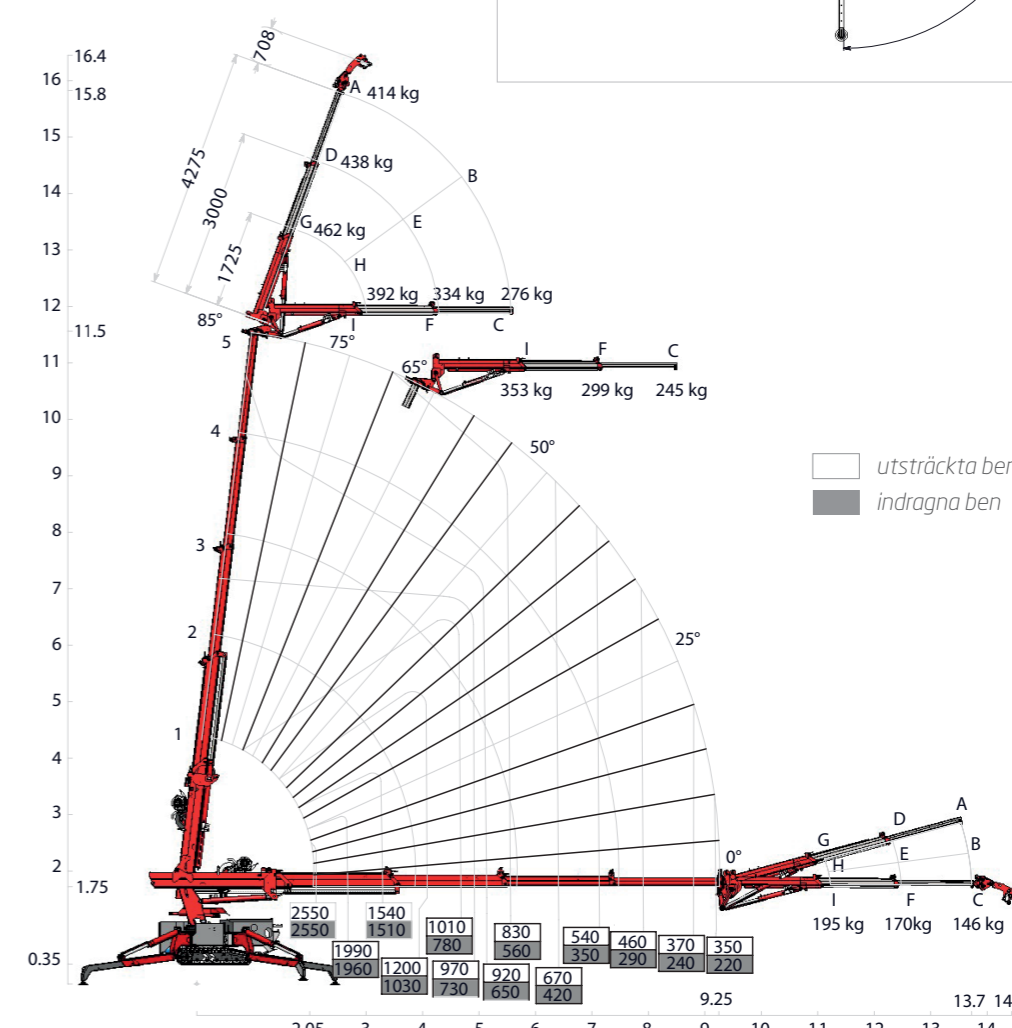 708
16.4
16
15.8
A 414 kg
15
4275
D 438 kg
14
B
3000
G 462 kg
E
13
1725
H
12
392 kg 334 kg 276 kg
85°
I F C
11.5
5
75°
11
65°
I F C
353 kg 299 kg 245 kg
10
4
50°
9
utsträckta ben
8
indragna ben
3
7
2
6
25°
5
1
4
3
A
D
G
B
E
2
0°
H
1.75
I F C
195 kg 170kg 146 kg
2550 1540 1010 830 540 460 370 350
2550 1510 780 560 350 290 240 220
1990 1200 970 920 670
1960 1030 730 650 420
0.35
9.25
13.7 14
2.05 3 4 5 6 7 8 9 10 11 12 13 14